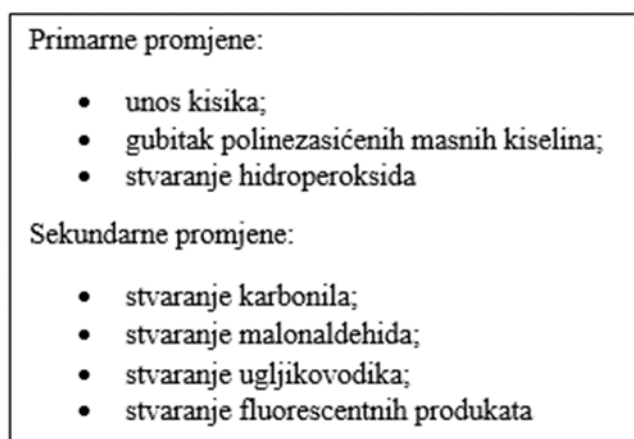 Primarne promjene:
• unos kisika;
• gubitak polinezasićenih masnih kiselina;
• stvaranje hidroperoksida
Sekundarne promjene:
• stvaranje karbonila;
• stvaranje malonaldehida;
• stvaranje ugljikovodika;
• stvaranje fluorescentnih produkata